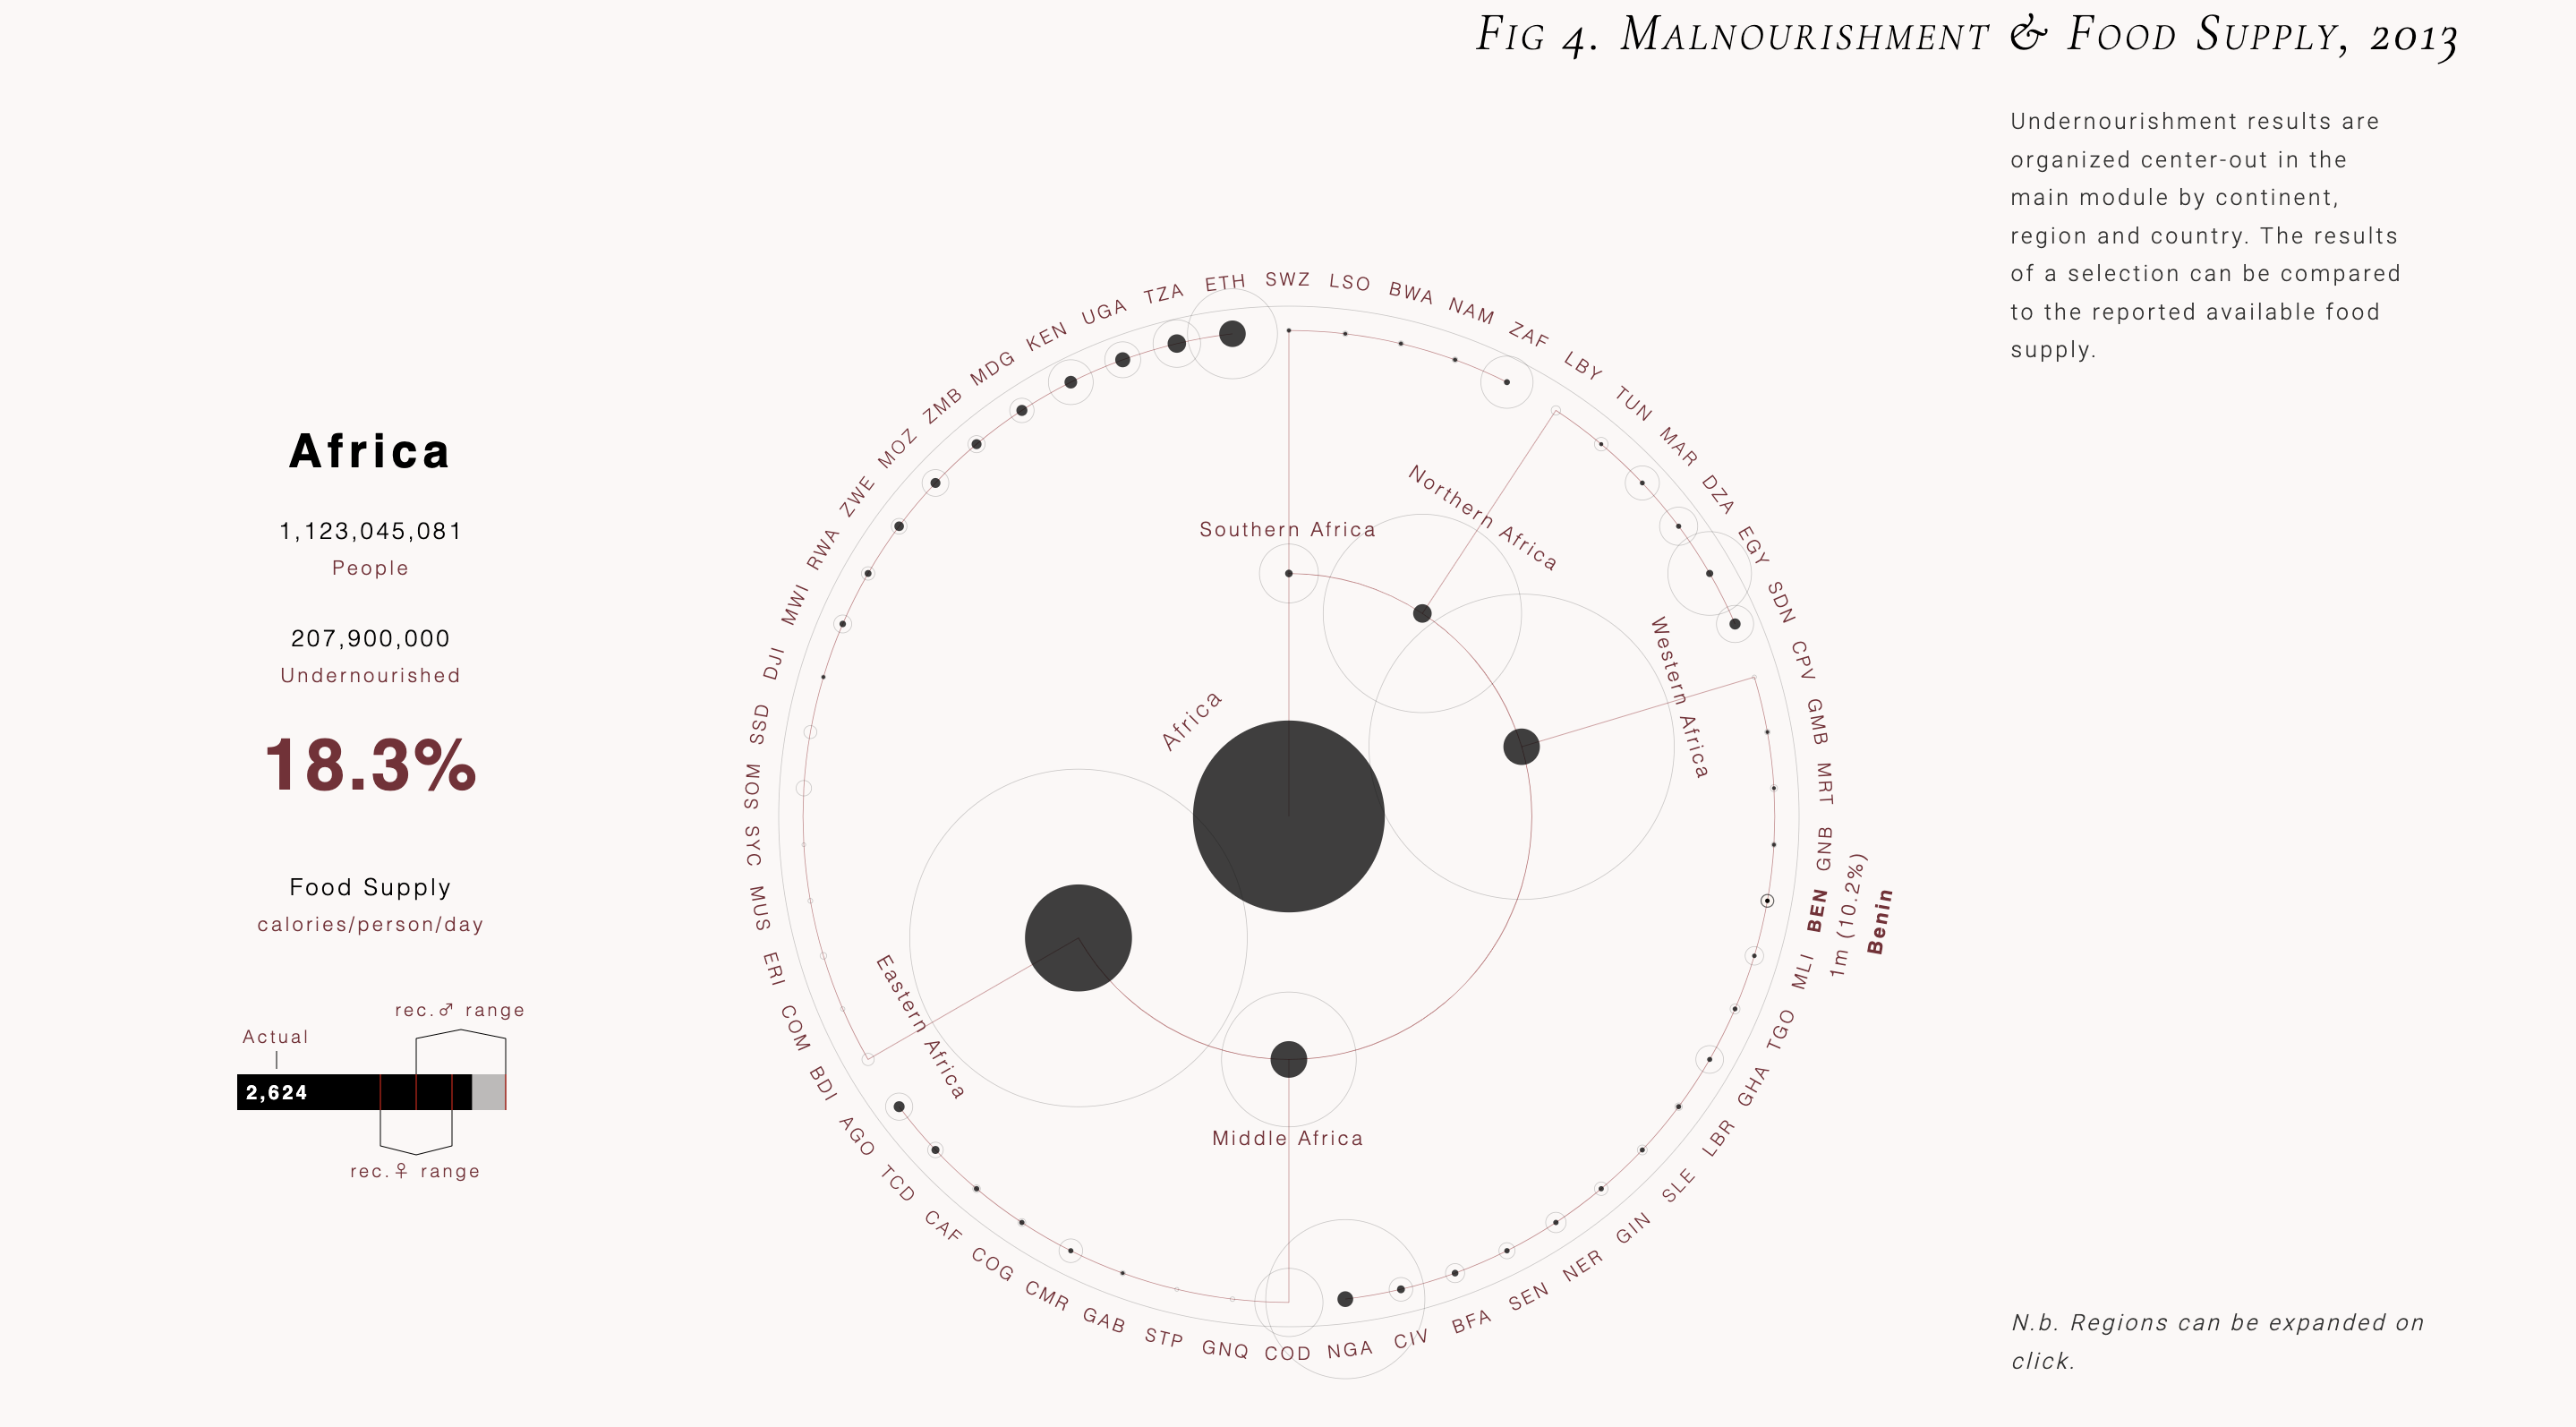 Fig 4. Malnourishment & Food Supply, 2013
Undernourishment results are
organized center-out in the
main module by continent,
region and country. The results
of a selection can be compared
to the reported available food
supply.
Africa
1,123,045,081
People
207,900,000
Undernourished
18.3%
Food Supply
calories/person/day
rec.♂ range
Actual
2,624
rec.♀ range
SWZ
LSO
BWA
NAM
ZAF
LBY
TUN
MAR
DZA
EGY
SDN
CPV
GMB
MRT
GNB
BEN
1m (10.2%)
Benin
MLI
TGO
GHA
LBR
SLE
GIN
NER
SEN
BFA
CIV
NGA
COD
GNQ
STP
GAB
CMR
COG
CAF
TCD
AGO
BDI
COM
ERI
MUS
SYC
SOM
SSD
DJI
MWI
RWA
ZWE
MOZ
ZMB
MDG
KEN
UGA
TZA
ETH
Southern Africa
Northern Africa
Western Africa
Africa
Eastern Africa
Middle Africa
N.b. Regions can be expanded on
click.